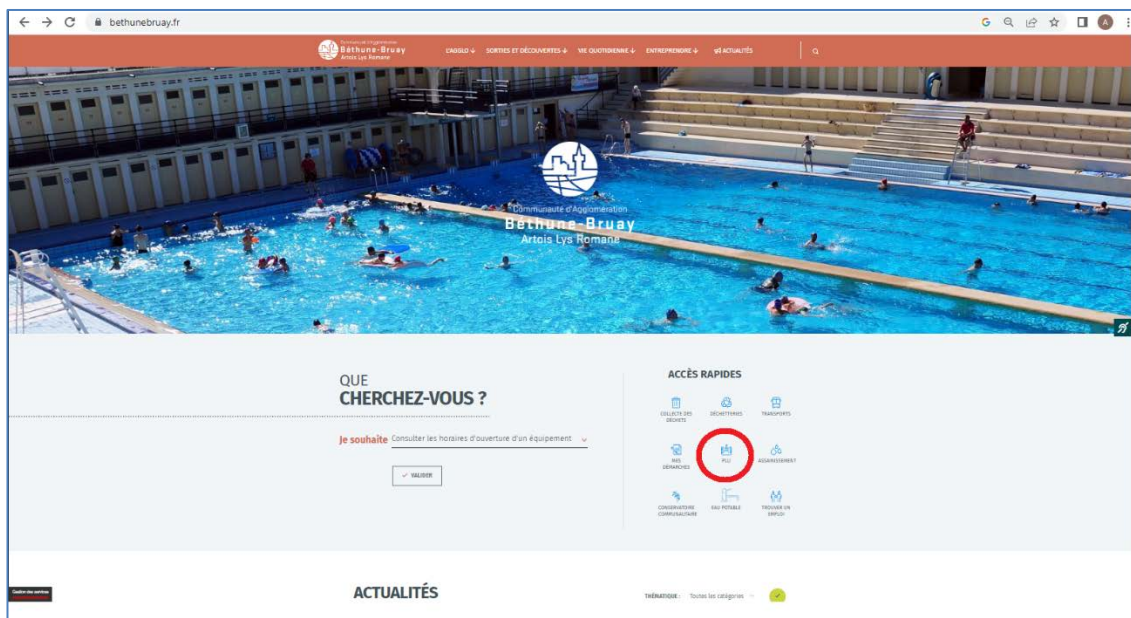 bethunebruay.fr
Communauté d'Agglomération
Béthune-Bruay
Artois Lys Romane
L'AGGLO
SORTIES ET DÉCOUVERTES
VIE QUOTIDIENNE
ENTREPRENDRE
ACTUALITÉS
Communauté d'Agglomération
Béthune-Bruay
Artois Lys Romane
QUE
CHERCHEZ-VOUS ?
Je souhaite Consulter les horaires d'ouverture d'un équipement
VALIDER
ACCÈS RAPIDES
COLLECTE DES
DÉCHETS
DÉCHETTERIES
TRANSPORTS
MES
DÉMARCHES
PLU
ASSAINISSEMENT
CONSERVATOIRE
COMMUNAUTAIRE
EAU POTABLE
TROUVER UN
EMPLOI
Gestion des services
ACTUALITÉS
THÉMATIQUE : Toutes les catégories